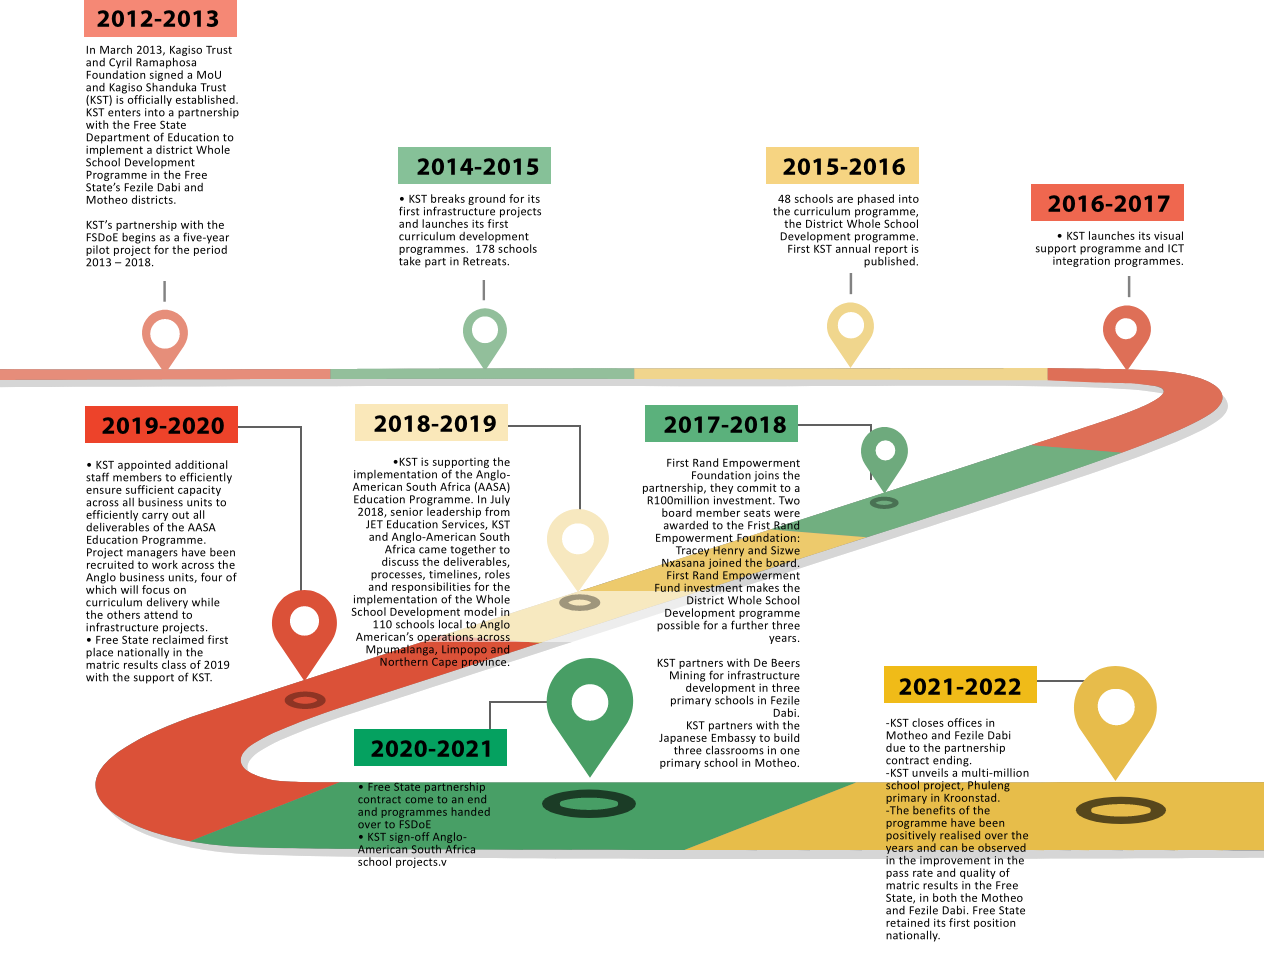 2012-2013
In March 2013, Kagiso Trust
and Cyril Ramaphosa
Foundation signed a MoU
and Kagiso Shanduka Trust
(KST) is officially established.
KST enters into a partnership
with the Free State
Department of Education to
implement a district Whole
School Development
Programme in the Free
State’s Fezile Dabi and
Motheo districts.
KST’s partnership with the
FSDoE begins as a five-year
pilot project for the period
2013 – 2018.
2014-2015
• KST breaks ground for its
first infrastructure projects
and launches its first
curriculum development
programmes. 178 schools
take part in Retreats.
2015-2016
48 schools are phased into
the curriculum programme,
the District Whole School
Development programme.
First KST annual report is
published.
2016-2017
• KST launches its visual
support programme and ICT
integration programmes.
2019-2020
• KST appointed additional
staff members to efficiently
ensure sufficient capacity
across all business units to
efficiently carry out all
deliverables of the AASA
Education Programme.
Project managers have been
recruited to work across the
Anglo business units, four of
which will focus on
curriculum delivery while
the others attend to
infrastructure projects.
• Free State reclaimed first
place nationally in the
matric results class of 2019
with the support of KST.
2018-2019
•KST is supporting the
implementation of the Anglo-
American South Africa (AASA)
Education Programme. In July
2018, senior leadership from
JET Education Services, KST
and Anglo-American South
Africa came together to
discuss the deliverables,
processes, timelines, roles
and responsibilities for the
implementation of the Whole
School Development model in
110 schools local to Anglo
American’s operations across
Mpumalanga, Limpopo and
Northern Cape province.
2017-2018
First Rand Empowerment
Foundation joins the
partnership, they commit to a
R100million investment. Two
board member seats were
awarded to the Frist Rand
Empowerment Foundation:
Tracey Henry and Sizwe
Nxasana joined the board.
First Rand Empowerment
Fund investment makes the
District Whole School
Development programme
possible for a further three
years.
KST partners with De Beers
Mining for infrastructure
development in three
primary schools in Fezile
Dabi.
KST partners with the
Japanese Embassy to build
three classrooms in one
primary school in Motheo.
2020-2021
• Free State partnership
contract come to an end
and programmes handed
over to FSDoE
• KST sign-off Anglo-
American South Africa
school projects.v
2021-2022
-KST closes offices in
Motheo and Fezile Dabi
due to the partnership
contract ending.
-KST unveils a multi-million
school project, Phuleng
primary in Kroonstad.
-The benefits of the
programme have been
positively realised over the
years and can be observed
in the improvement in the
pass rate and quality of
matric results in the Free
State, in both the Motheo
and Fezile Dabi. Free State
retained its first position
nationally.